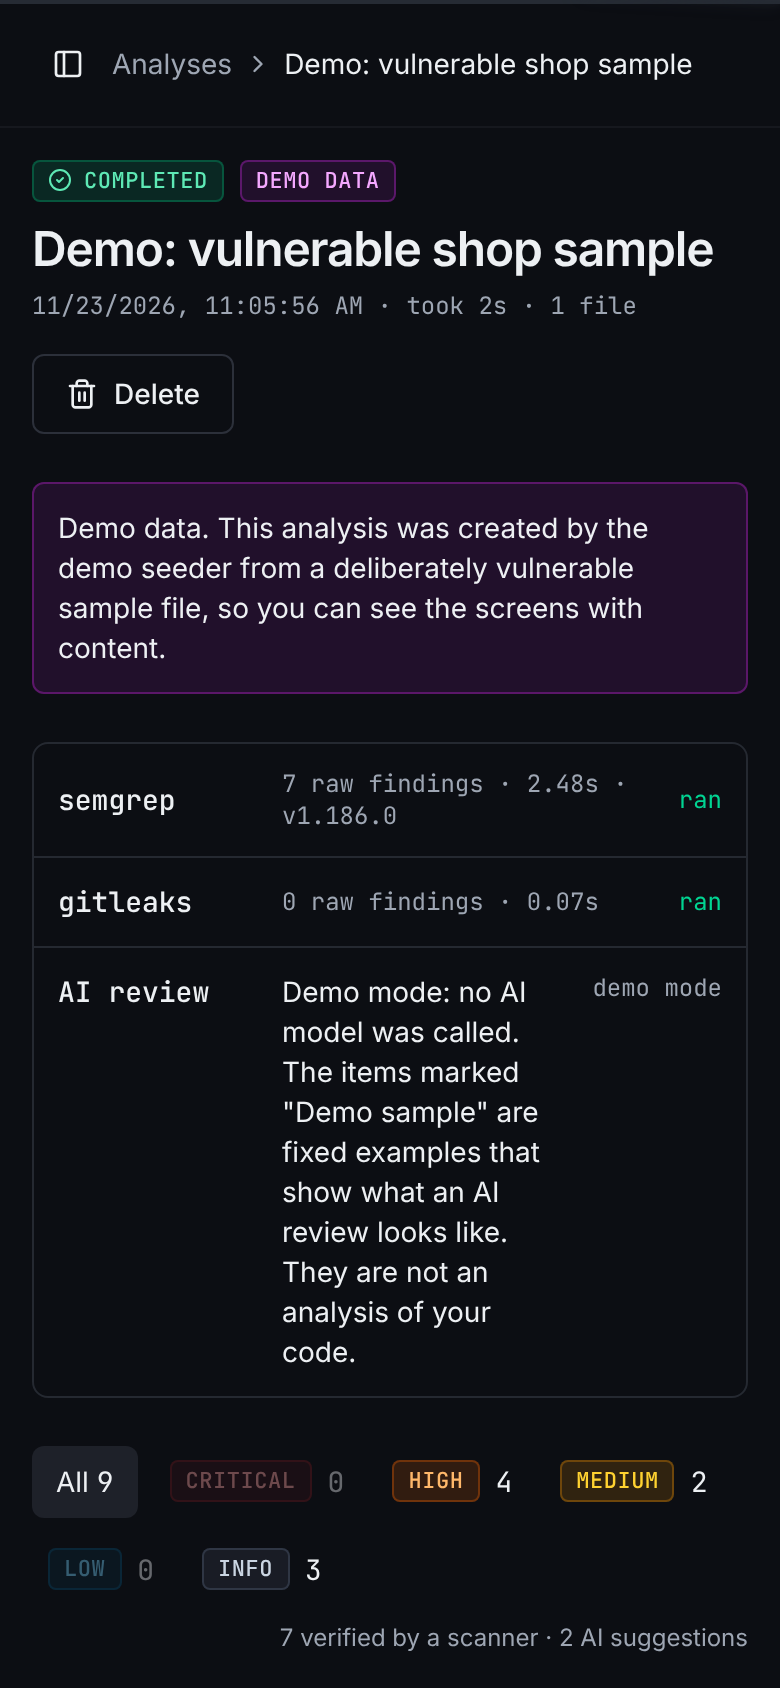 Analyses > Demo: vulnerable shop sample
COMPLETED DEMO DATA
Demo: vulnerable shop sample
11/23/2026, 11:05:56 AM · took 2s · 1 file
Delete
Demo data. This analysis was created by the
demo seeder from a deliberately vulnerable
sample file, so you can see the screens with
content.
semgrep 7 raw findings · 2.48s · ran
v1.186.0
gitleaks 0 raw findings · 0.07s ran
AI review Demo mode: no AI demo mode
model was called.
The items marked
"Demo sample" are
fixed examples that
show what an AI
review looks like.
They are not an
analysis of your
code.
All 9 CRITICAL 0 HIGH 4 MEDIUM 2
LOW 0 INFO 3
7 verified by a scanner · 2 AI suggestions